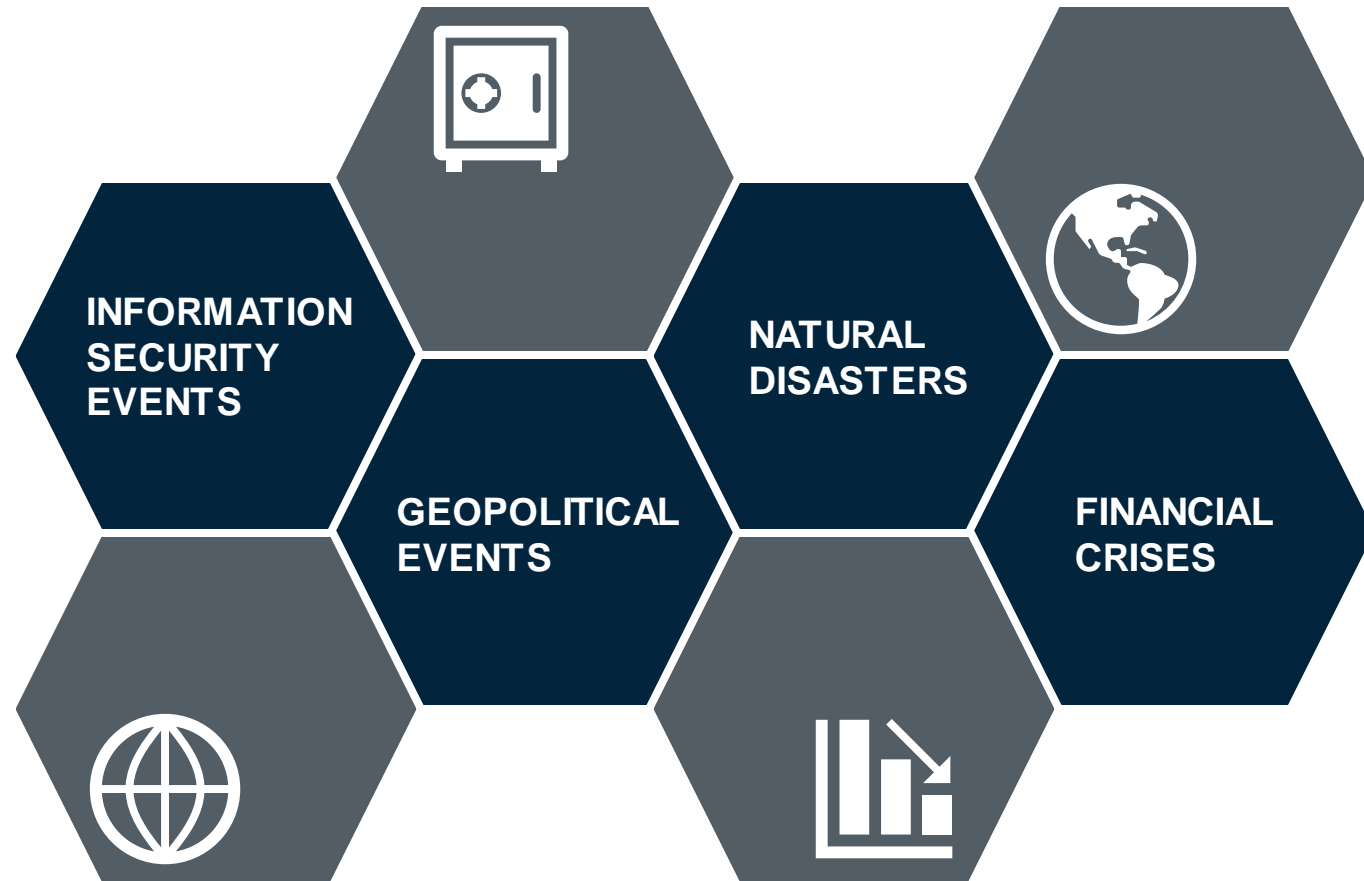 INFORMATION
SECURITY
EVENTS
GEOPOLITICAL
EVENTS
NATURAL
DISASTERS
FINANCIAL
CRISES